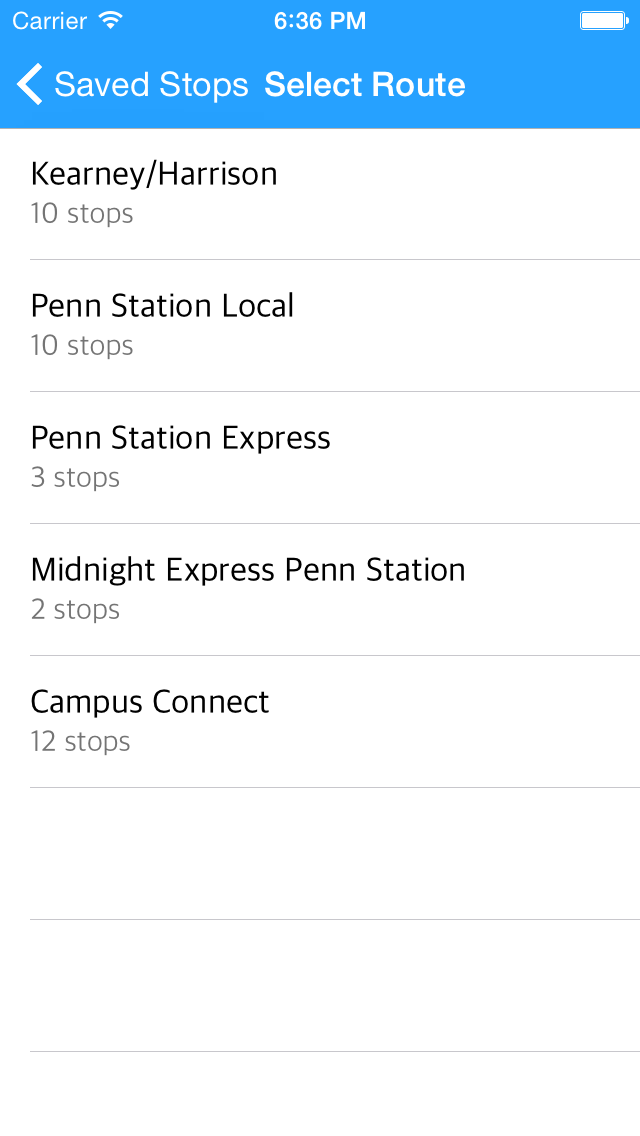 Carrier 6:36 PM
Saved Stops Select Route
Kearney/Harrison
10 stops
Penn Station Local
10 stops
Penn Station Express
3 stops
Midnight Express Penn Station
2 stops
Campus Connect
12 stops